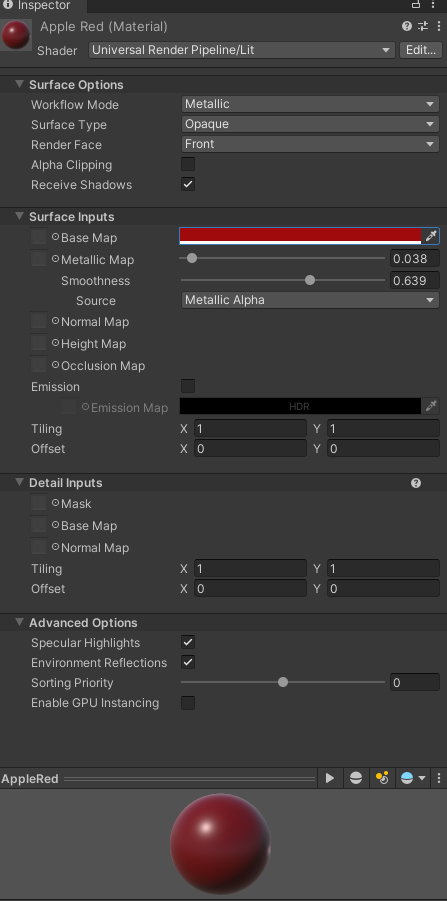 Inspector
Apple Red (Material)
Shader Universal Render Pipeline/Lit Edit...
Surface Options
Workflow Mode Metallic
Surface Type Opaque
Render Face Front
Alpha Clipping
Receive Shadows
Surface Inputs
Base Map
Metallic Map 0.038
Smoothness 0.639
Source Metallic Alpha
Normal Map
Height Map
Occlusion Map
Emission
Emission Map HDR
Tiling X 1 Y 1
Offset X 0 Y 0
Detail Inputs
Mask
Base Map
Normal Map
Tiling X 1 Y 1
Offset X 0 Y 0
Advanced Options
Specular Highlights
Environment Reflections
Sorting Priority 0
Enable GPU Instancing
AppleRed